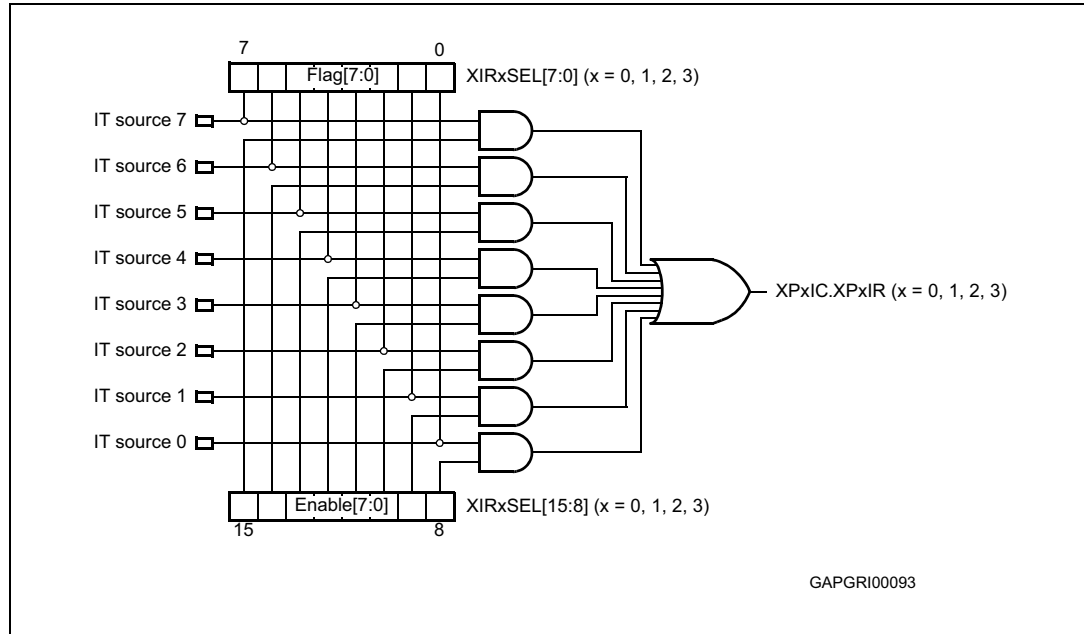 7 0
Flag[7:0] XIRxSEL[7:0] (x = 0, 1, 2, 3)
IT source 7
IT source 6
IT source 5
IT source 4
IT source 3
XPxIC.XPxIR (x = 0, 1, 2, 3)
IT source 2
IT source 1
IT source 0
Enable[7:0] XIRxSEL[15:8] (x = 0, 1, 2, 3)
15 8
GAPGRI00093